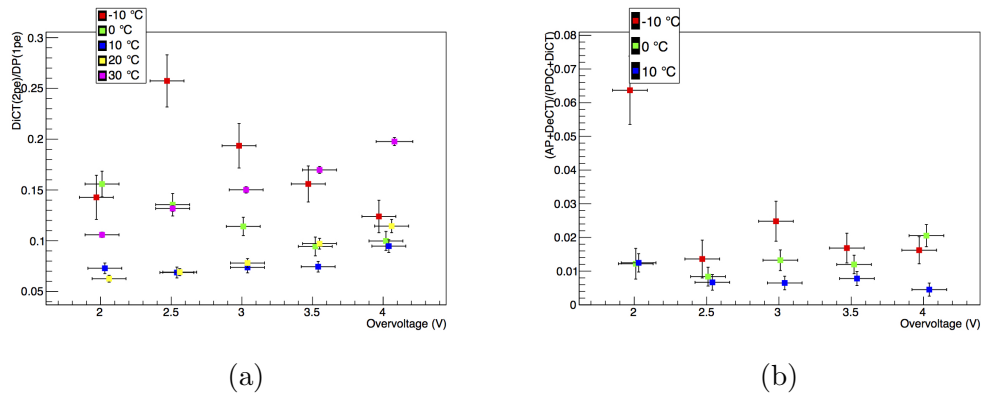 -10 °C
0 °C
10 °C
20 °C
30 °C
DiCT(2pe)/DP(1pe)
0.3
0.25
0.2
0.15
0.1
0.05
2
2.5
3
3.5
4
Overvoltage (V)
(a)
-10 °C
0 °C
10 °C
(AP+DeCT)/(PDC+DiCT)
0.08
0.07
0.06
0.05
0.04
0.03
0.02
0.01
0
2
2.5
3
3.5
4
Overvoltage (V)
(b)